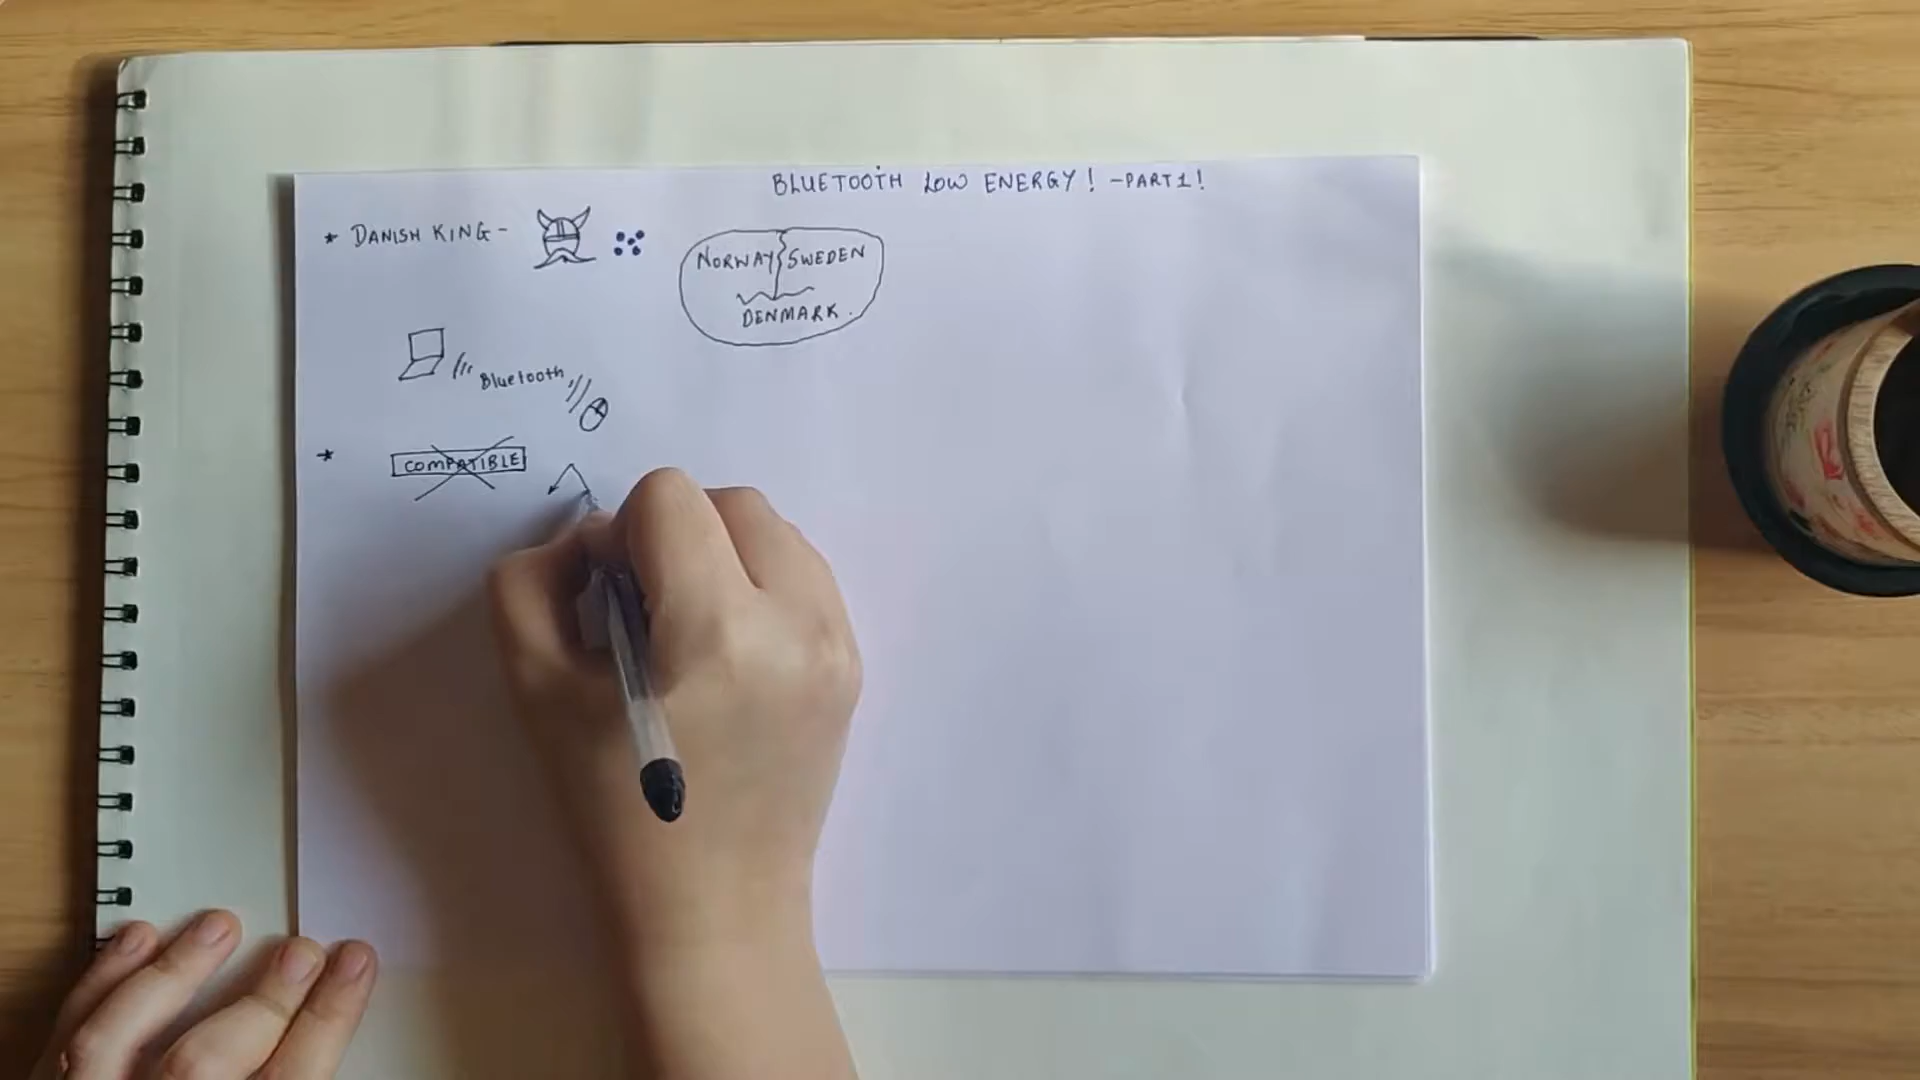 BLUETOOTH LOW ENERGY! -PART1!
* DANISH KING -
NORWAY SWEDEN
DENMARK.
Bluetooth
* COMPATIBLE